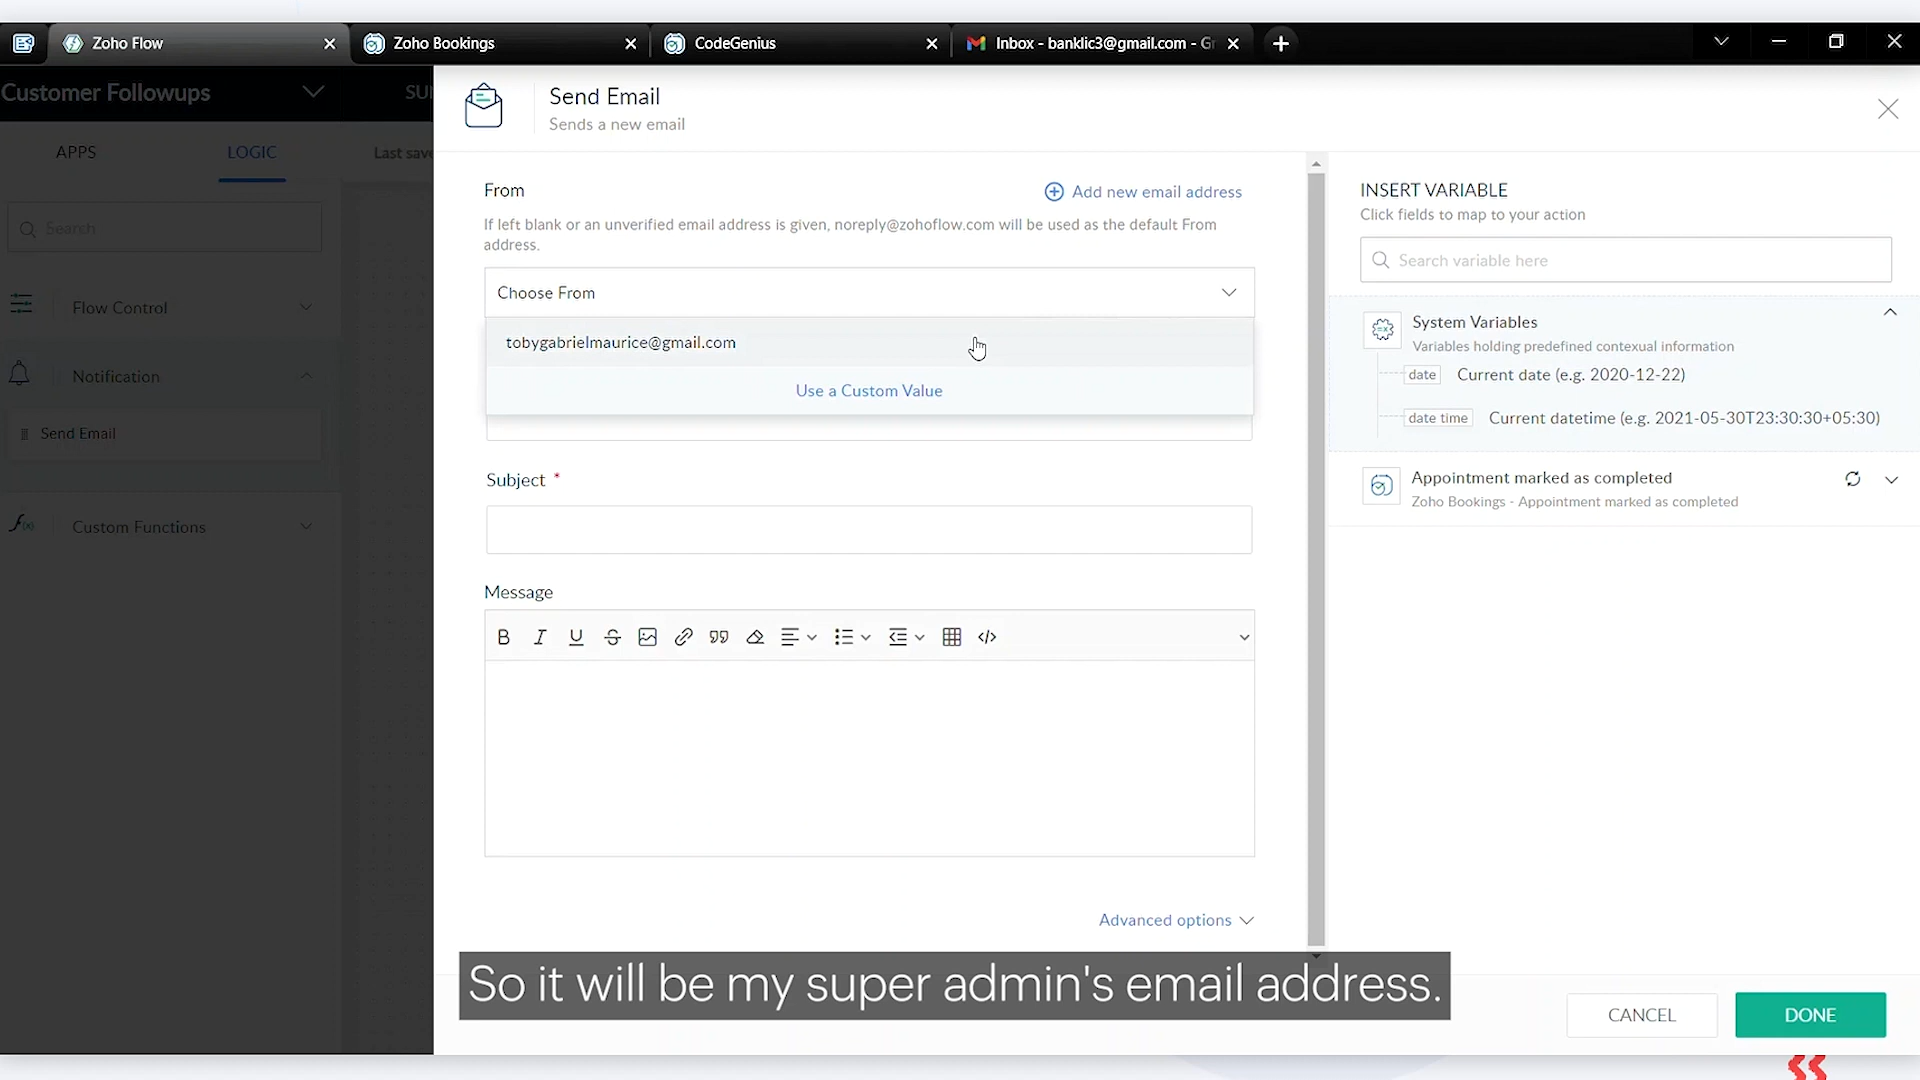 Zoho Flow
Zoho Bookings
CodeGenius
Inbox - banklic3@gmail.com - G
Customer Followups
SUM
APPS
LOGIC
Last save
Search
Flow Control
Notification
Send Email
Custom Functions
Send Email
Sends a new email
From
Add new email address
If left blank or an unverified email address is given, noreply@zohoflow.com will be used as the default From
address.
Choose From
tobygabrielmaurice@gmail.com
Use a Custom Value
Subject *
Message
B I U S
Advanced options
INSERT VARIABLE
Click fields to map to your action
Search variable here
System Variables
Variables holding predefined contexual information
date Current date (e.g. 2020-12-22)
date time Current datetime (e.g. 2021-05-30T23:30:30+05:30)
Appointment marked as completed
Zoho Bookings - Appointment marked as completed
So it will be my super admin's email address.
CANCEL
DONE